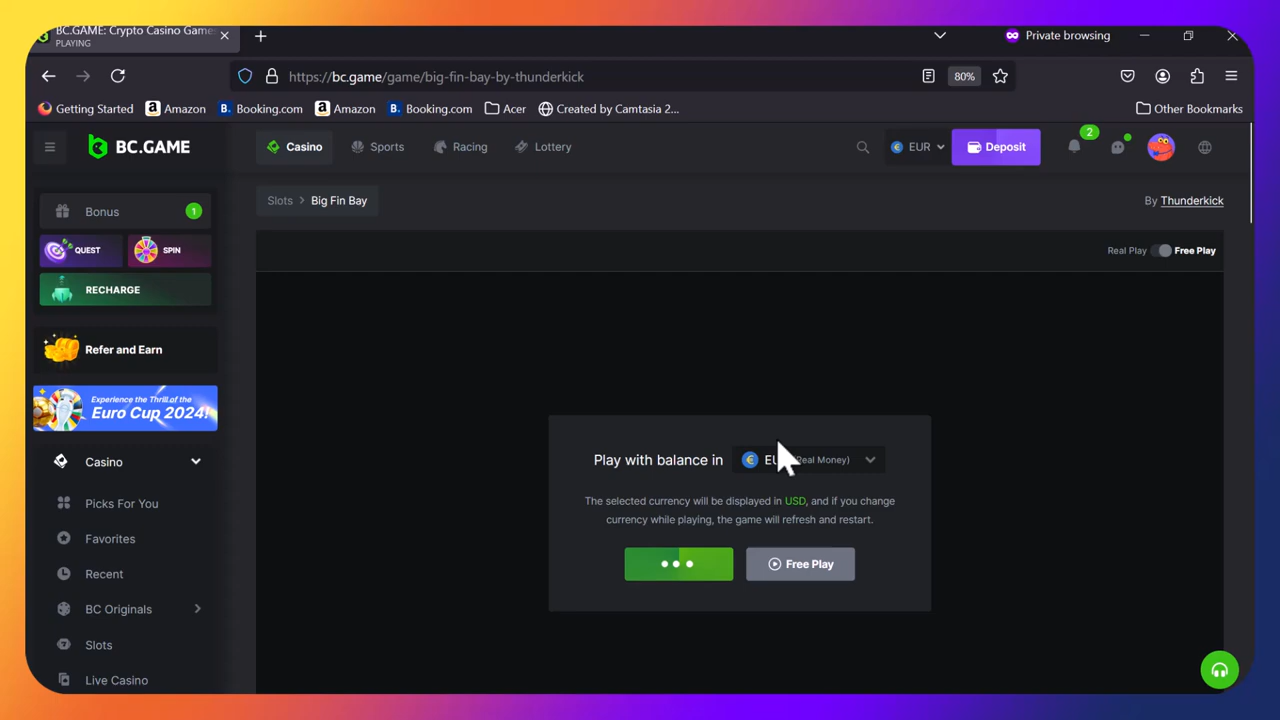 BC.GAME: Crypto Casino Game
PLAYING
Private browsing
https://bc.game/game/big-fin-bay-by-thunderkick
80%
Getting Started
Amazon
Booking.com
Amazon
Booking.com
Acer
Created by Camtasia 2...
Other Bookmarks
BC.GAME
Casino
Sports
Racing
Lottery
EUR
Deposit
2
Bonus
1
Slots > Big Fin Bay
By Thunderkick
QUEST
SPIN
Real Play
Free Play
RECHARGE
Refer and Earn
Experience the Thrill of the
Euro Cup 2024!
Casino
Play with balance in
Real Money)
The selected currency will be displayed in USD, and if you change
currency while playing, the game will refresh and restart.
Free Play
Picks For You
Favorites
Recent
BC Originals
Slots
Live Casino